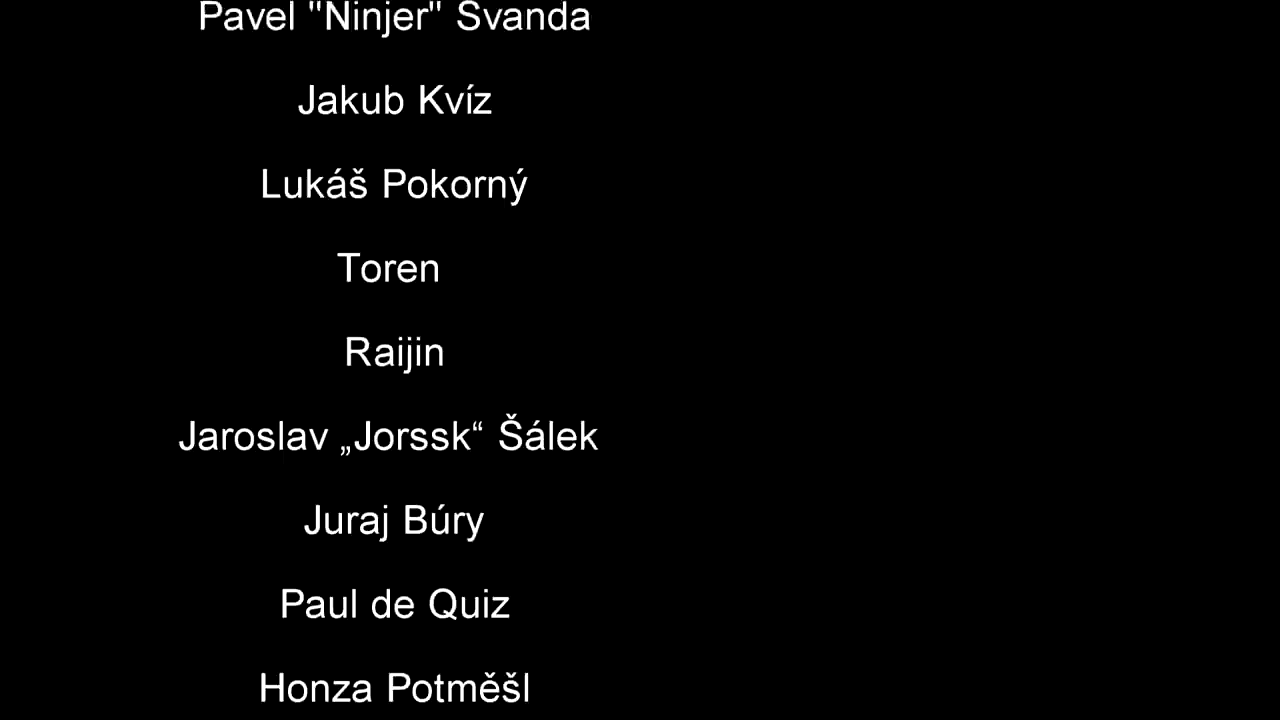 Pavel "Ninjer" Švanda
Jakub Kvíz
Lukáš Pokorný
Toren
Raijin
Jaroslav „Jorssk“ Šálek
Juraj Búry
Paul de Quiz
Honza Potměšl